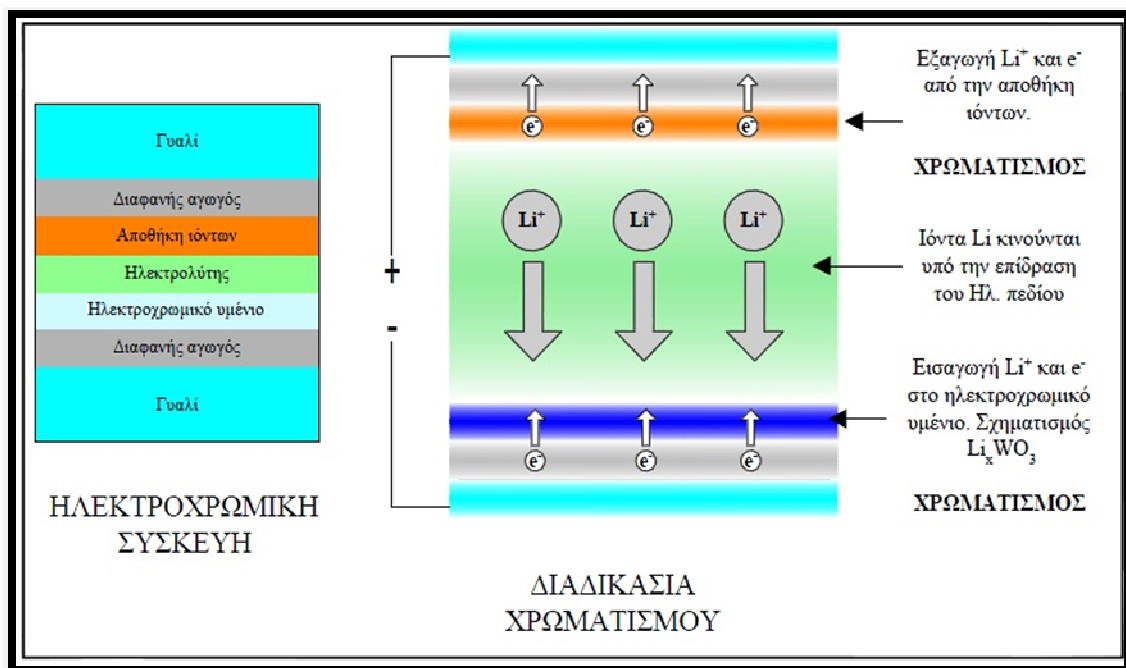 Γυαλί
Διαφανής αγωγός
Αποθήκη ιόντων
Ηλεκτρολύτης
Ηλεκτροχρωμικό υμένιο
Διαφανής αγωγός
Γυαλί
ΗΛΕΚΤΡΟΧΡΩΜΙΚΗ
ΣΥΣΚΕΥΗ
+
-
e⁻ e⁻ e⁻
Li⁺ Li⁺ Li⁺
e⁻ e⁻ e⁻
ΔΙΑΔΙΚΑΣΙΑ
ΧΡΩΜΑΤΙΣΜΟΥ
Εξαγωγή Li⁺ και e⁻
από την αποθήκη
ιόντων.
ΧΡΩΜΑΤΙΣΜΟΣ
Ιόντα Li κινούνται
υπό την επίδραση
του Ηλ. πεδίου
Εισαγωγή Li⁺ και e⁻
στο ηλεκτροχρωμικό
υμένιο. Σχηματισμός
LiₓWO₃
ΧΡΩΜΑΤΙΣΜΟΣ